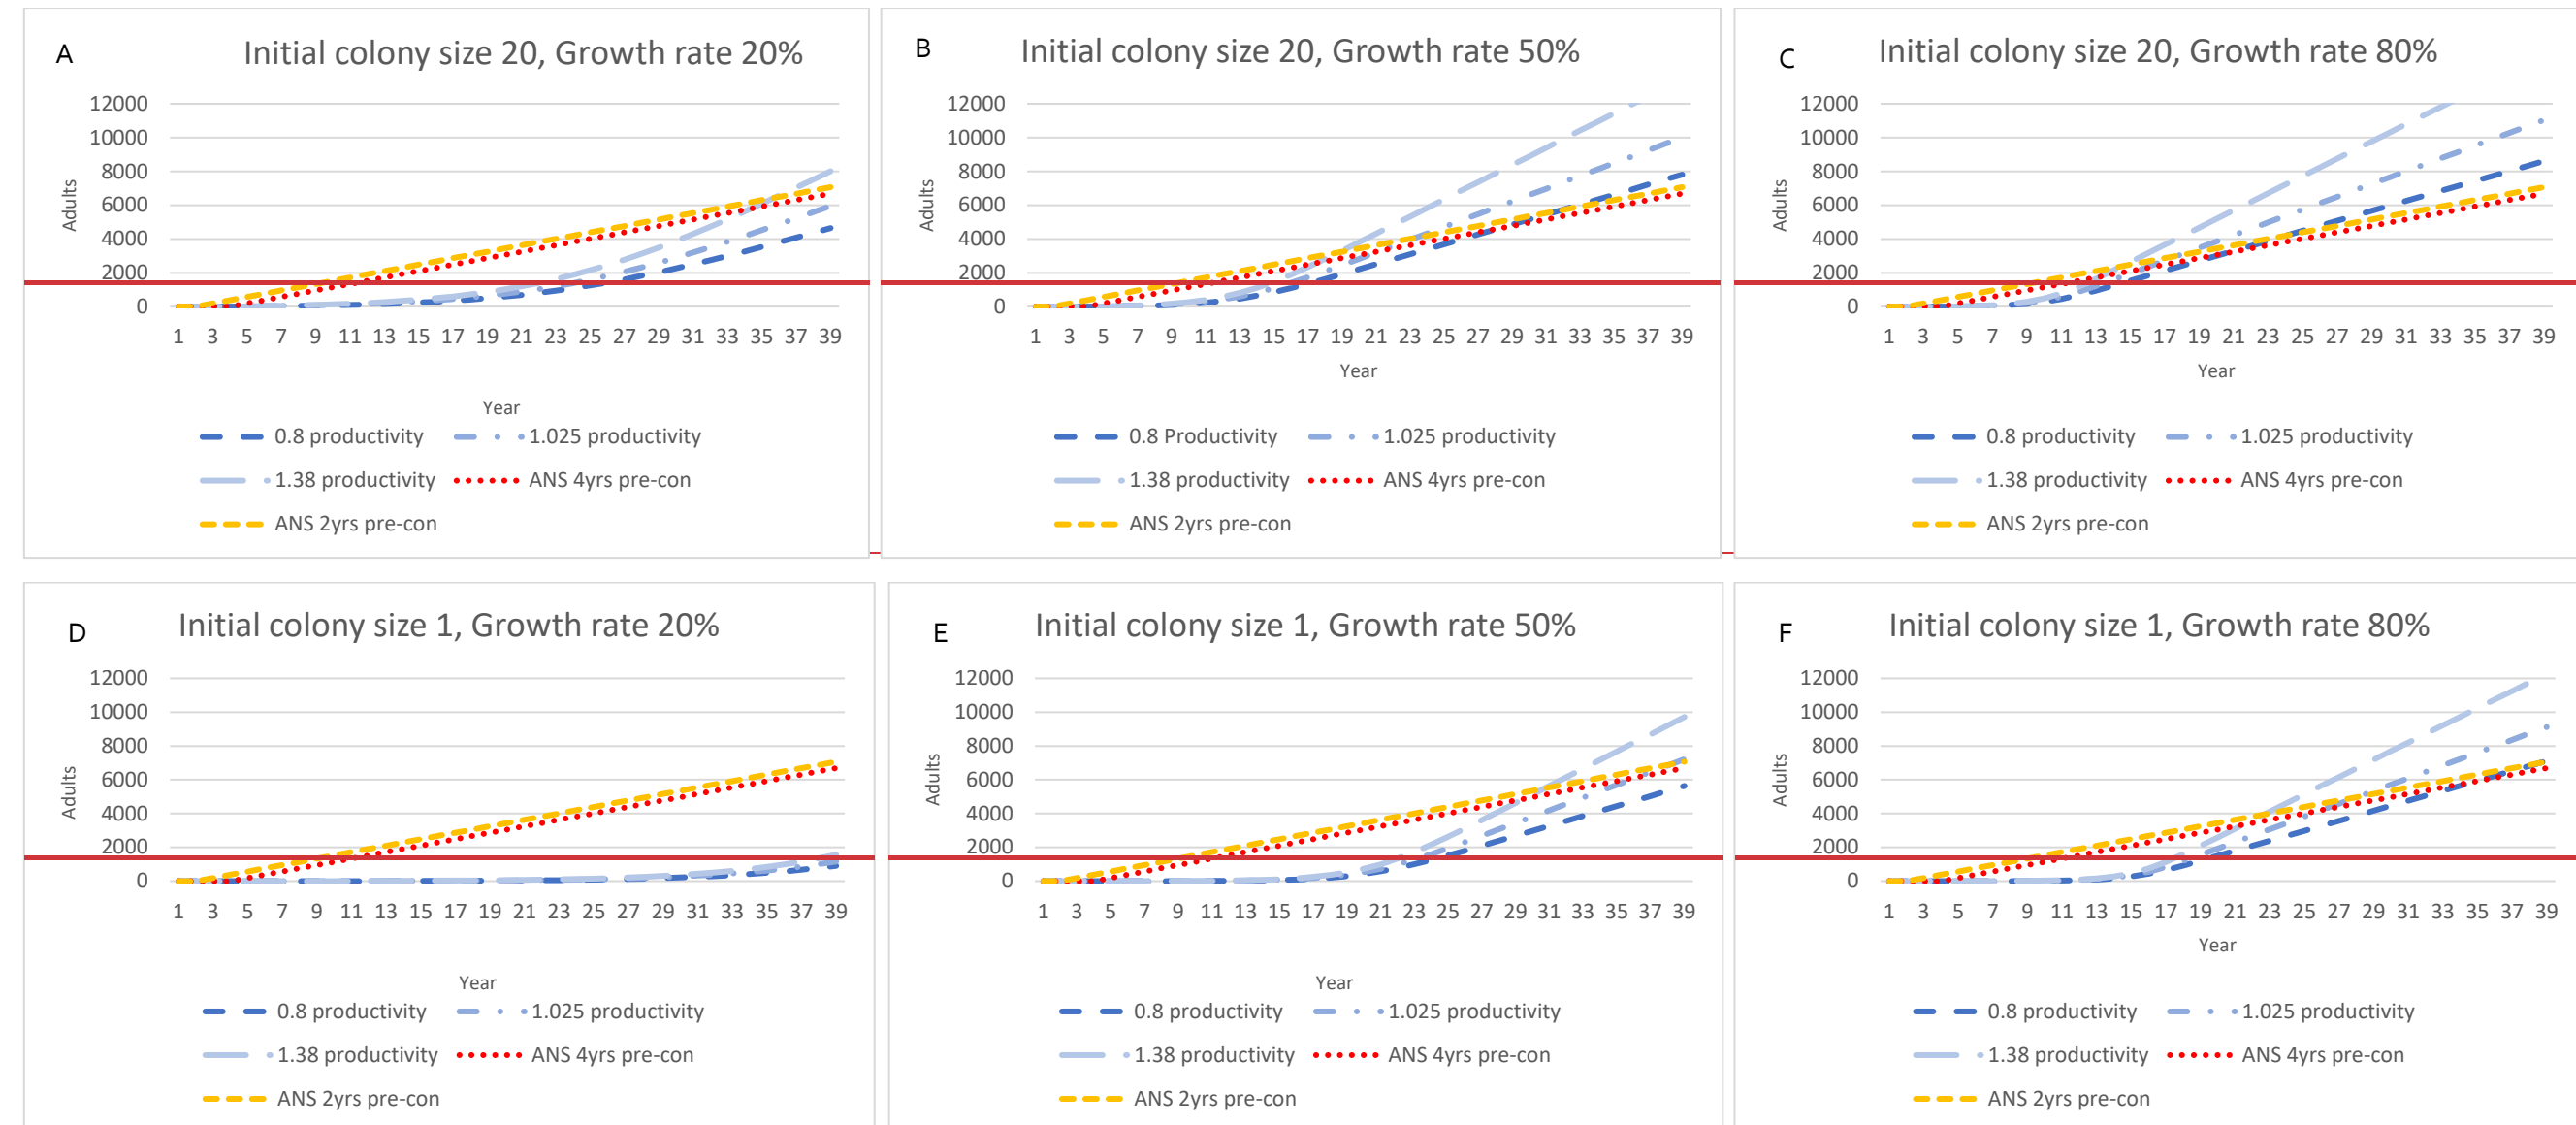 A
Initial colony size 20, Growth rate 20%
12000
10000
8000
6000
4000
2000
0
Adults
1 3 5 7 9 11 13 15 17 19 21 23 25 27 29 31 33 35 37 39
Year
0.8 productivity 1.025 productivity
1.38 productivity ANS 4yrs pre-con
ANS 2yrs pre-con
B
Initial colony size 20, Growth rate 50%
12000
10000
8000
6000
4000
2000
0
Adults
1 3 5 7 9 11 13 15 17 19 21 23 25 27 29 31 33 35 37 39
Year
0.8 Productivity 1.025 productivity
1.38 productivity ANS 4yrs pre-con
ANS 2yrs pre-con
C
Initial colony size 20, Growth rate 80%
12000
10000
8000
6000
4000
2000
0
Adults
1 3 5 7 9 11 13 15 17 19 21 23 25 27 29 31 33 35 37 39
Year
0.8 productivity 1.025 productivity
1.38 productivity ANS 4yrs pre-con
ANS 2yrs pre-con
D
Initial colony size 1, Growth rate 20%
12000
10000
8000
6000
4000
2000
0
Adults
1 3 5 7 9 11 13 15 17 19 21 23 25 27 29 31 33 35 37 39
Year
0.8 productivity 1.025 productivity
1.38 productivity ANS 4yrs pre-con
ANS 2yrs pre-con
E
Initial colony size 1, Growth rate 50%
12000
10000
8000
6000
4000
2000
0
Adults
1 3 5 7 9 11 13 15 17 19 21 23 25 27 29 31 33 35 37 39
Year
0.8 productivity 1.025 productivity
1.38 productivity ANS 4yrs pre-con
ANS 2yrs pre-con
F
Initial colony size 1, Growth rate 80%
12000
10000
8000
6000
4000
2000
0
Adults
1 3 5 7 9 11 13 15 17 19 21 23 25 27 29 31 33 35 37 39
Year
0.8 productivity 1.025 productivity
1.38 productivity ANS 4yrs pre-con
ANS 2yrs pre-con